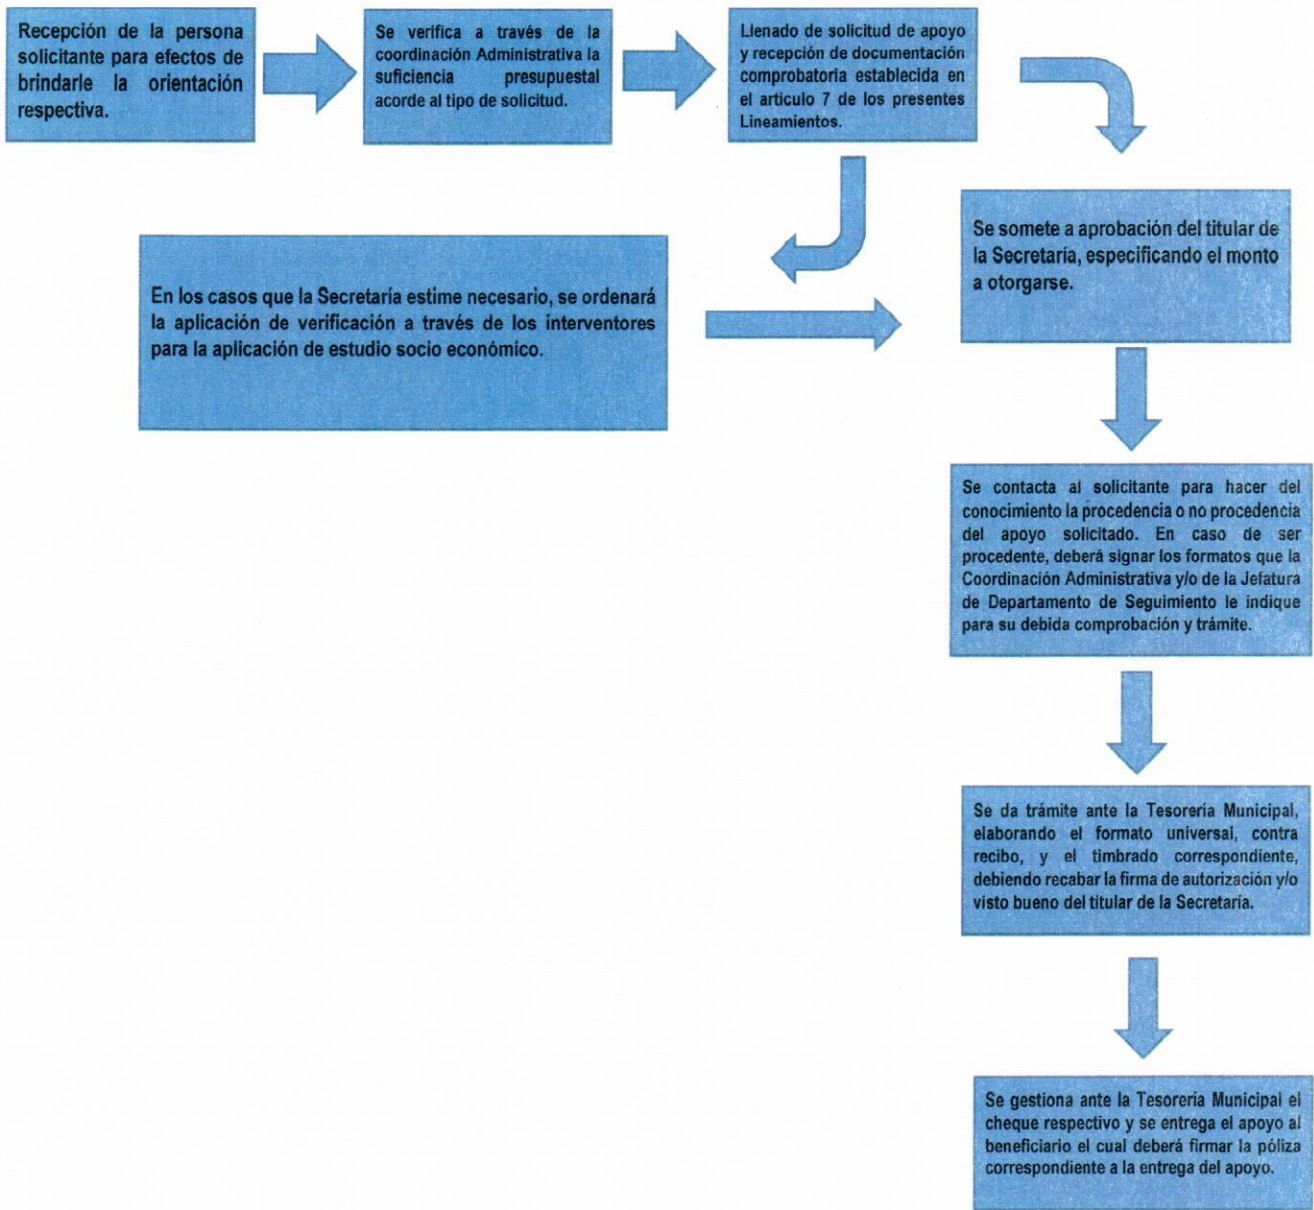 Recepción de la persona
solicitante para efectos de
brindarle la orientación
respectiva.
Se verifica a través de la
coordinación Administrativa la
suficiencia presupuestal
acorde al tipo de solicitud.
Llenado de solicitud de apoyo
y recepción de documentación
comprobatoria establecida en
el artículo 7 de los presentes
Lineamientos.
En los casos que la Secretaría estime necesario, se ordenará
la aplicación de verificación a través de los interventores
para la aplicación de estudio socio económico.
Se somete a aprobación del titular de
la Secretaría, especificando el monto
a otorgarse.
Se contacta al solicitante para hacer del
conocimiento la procedencia o no procedencia
del apoyo solicitado. En caso de ser
procedente, deberá signar los formatos que la
Coordinación Administrativa y/o de la Jefatura
de Departamento de Seguimiento le indique
para su debida comprobación y trámite.
Se da trámite ante la Tesorería Municipal,
elaborando el formato universal, contra
recibo, y el timbrado correspondiente,
debiendo recabar la firma de autorización y/o
visto bueno del titular de la Secretaría.
Se gestiona ante la Tesorería Municipal el
cheque respectivo y se entrega el apoyo al
beneficiario el cual deberá firmar la póliza
correspondiente a la entrega del apoyo.